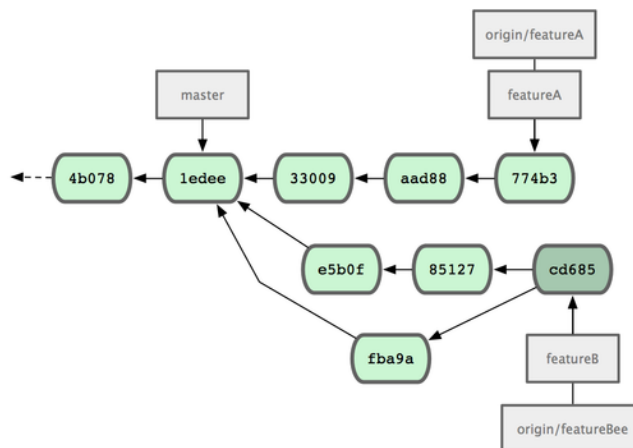 origin/featureA
master
featureA
4b078
1edee
33009
aad88
774b3
e5b0f
85127
cd685
fba9a
featureB
origin/featureBee